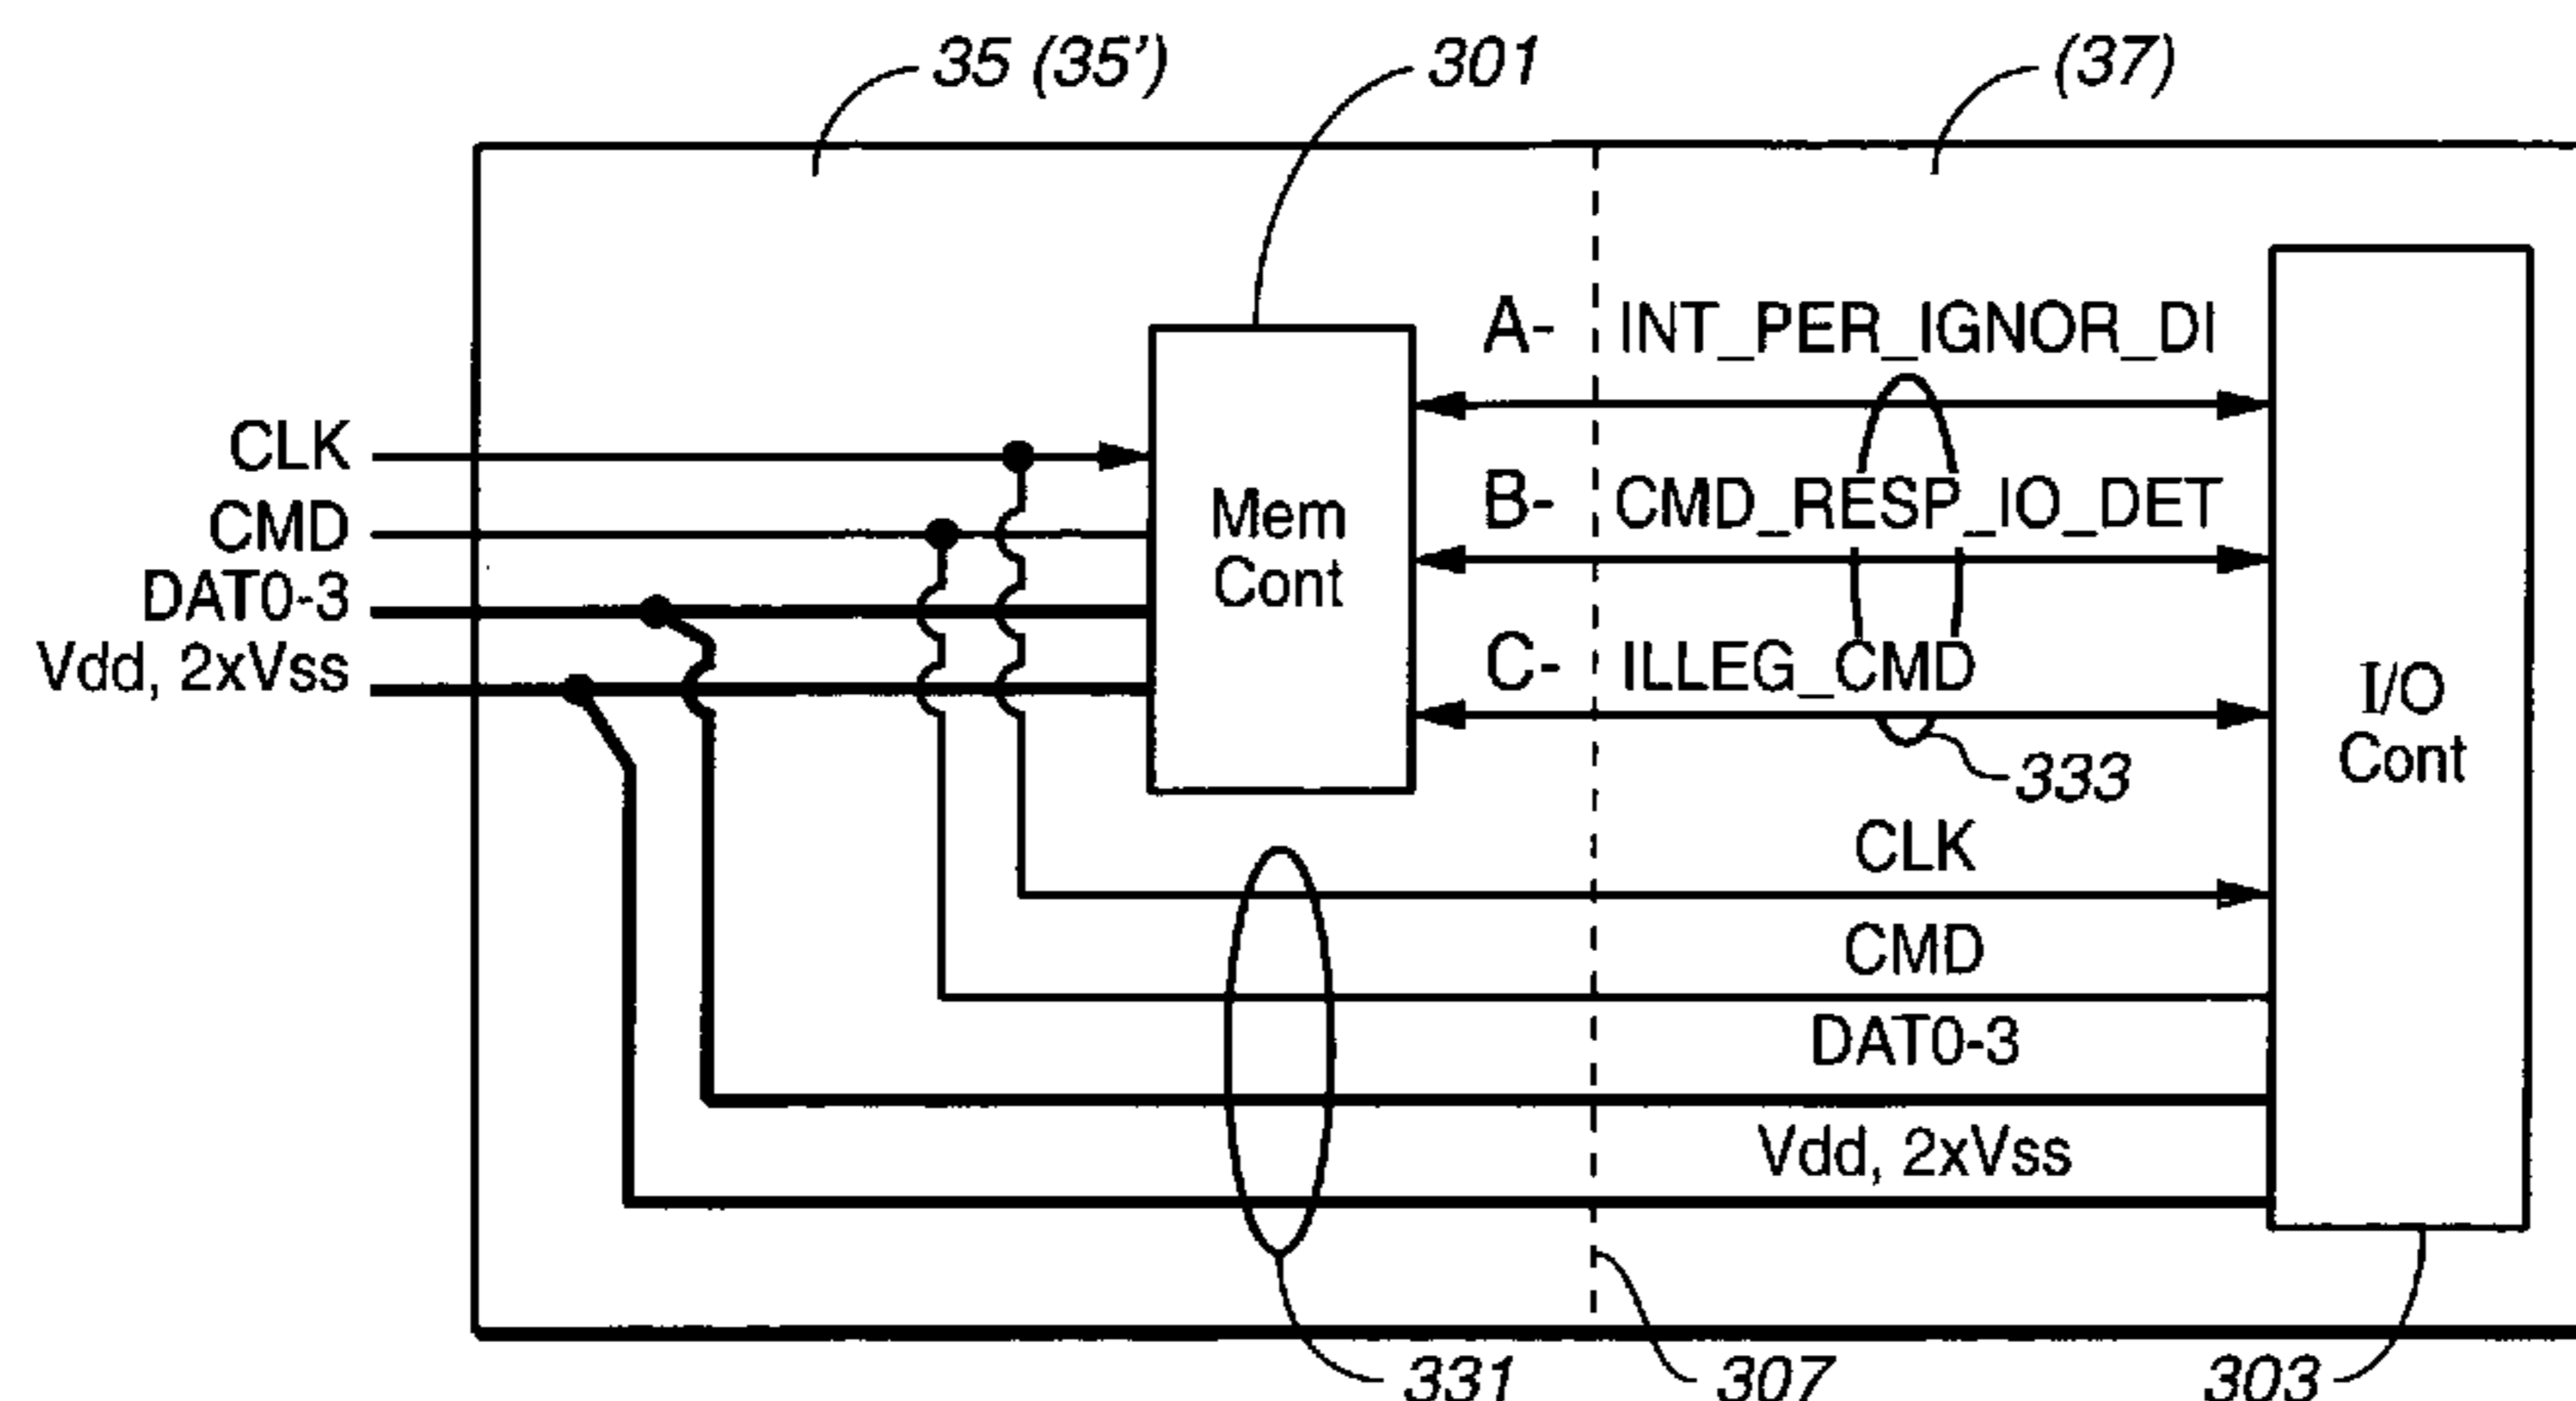 35 (35')
301
(37)
A- INT_PER_IGNOR_DI
CLK
CMD
DAT0-3
Vdd, 2xVss
Mem
Cont
B- CMD_RESP_IO_DET
C- ILLEG_CMD
I/O
Cont
333
CLK
CMD
DAT0-3
Vdd, 2xVss
331
307
303